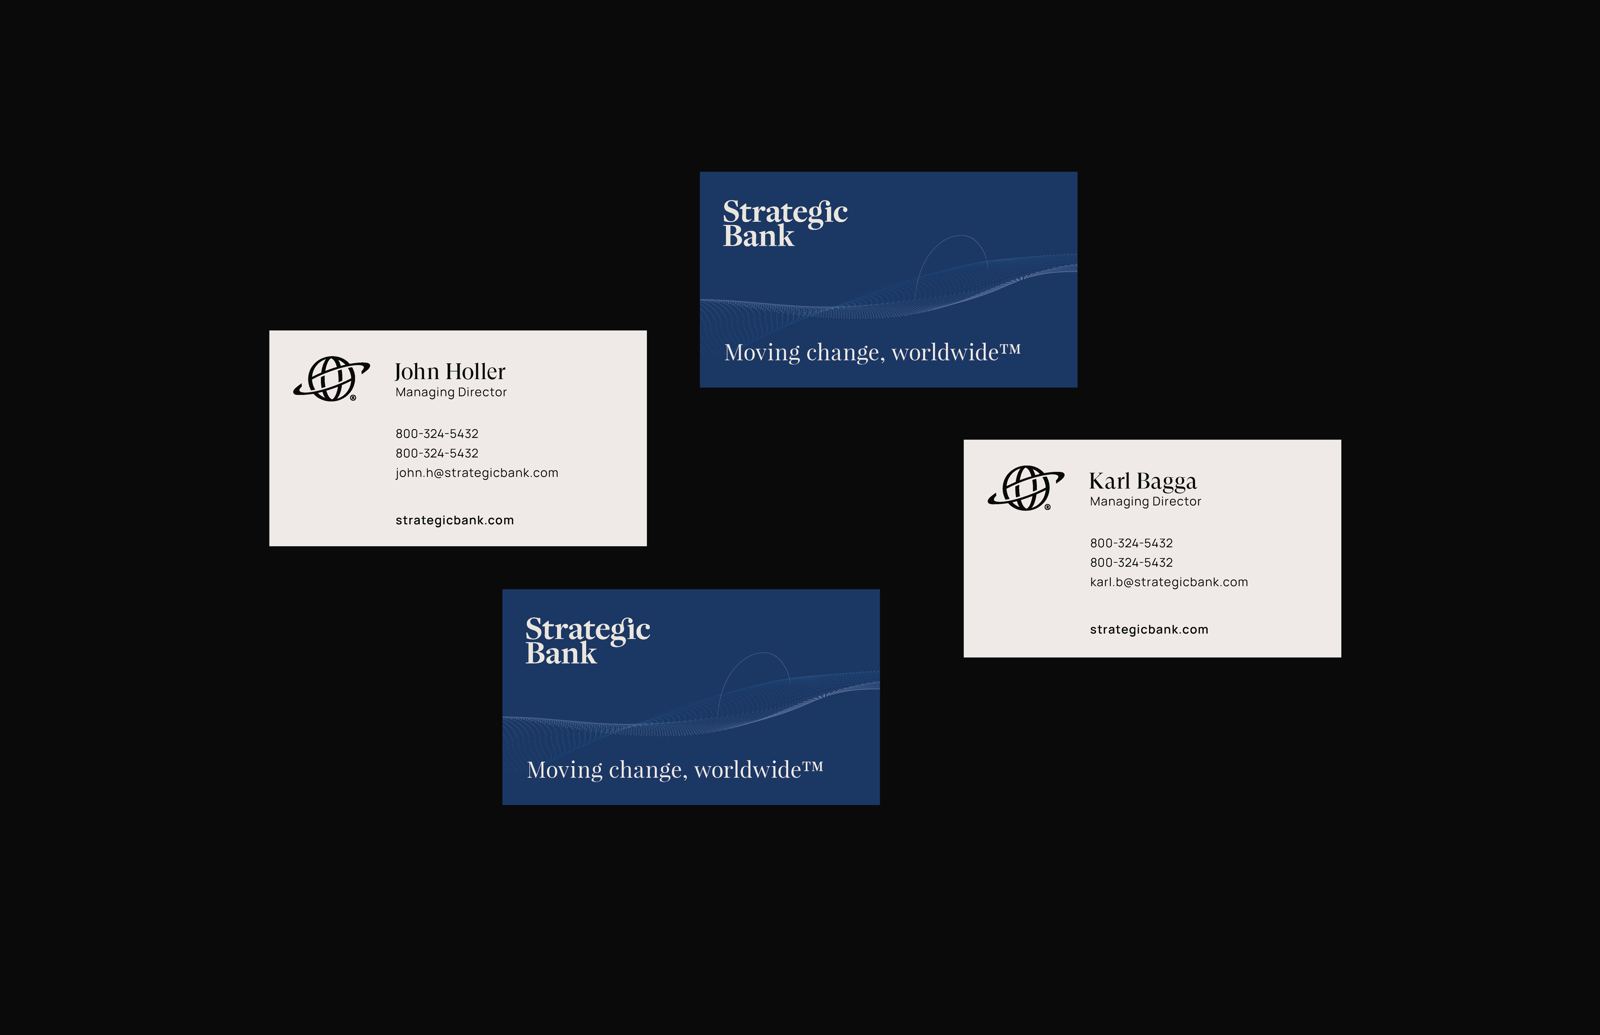 Strategic
Bank
Moving change, worldwide™
John Holler
Managing Director
800-324-5432
800-324-5432
john.h@strategicbank.com
strategicbank.com
®
Karl Bagga
Managing Director
800-324-5432
800-324-5432
karl.b@strategicbank.com
strategicbank.com
®
Strategic
Bank
Moving change, worldwide™